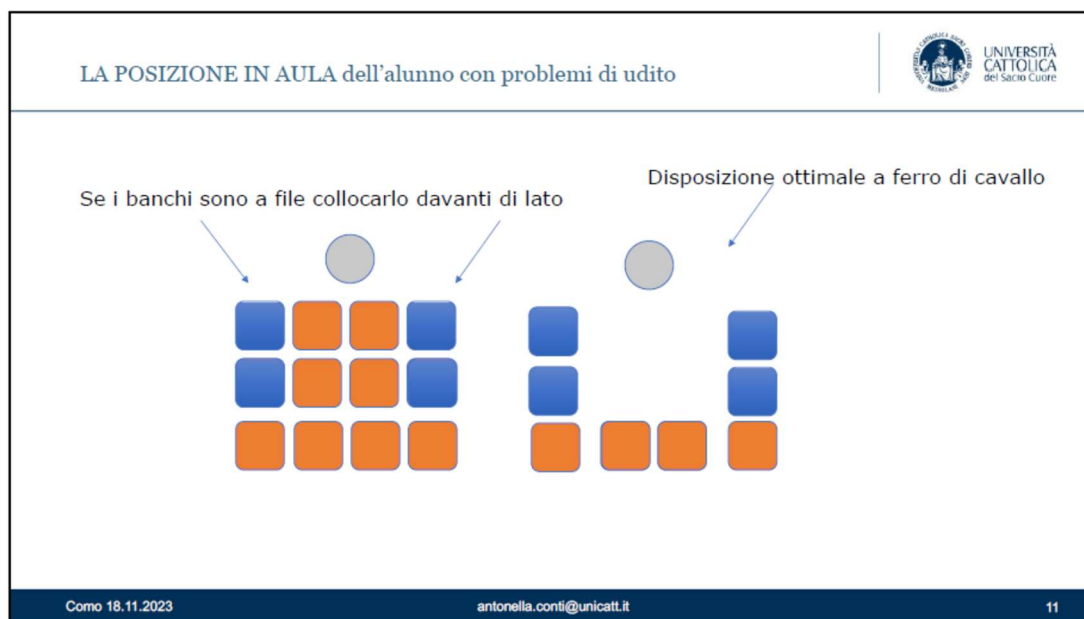 LA POSIZIONE IN AULA dell'alunno con problemi di udito
UNIVERSITÀ
CATTOLICA
del Sacro Cuore
Se i banchi sono a file collocarlo davanti di lato
Disposizione ottimale a ferro di cavallo
Como 18.11.2023
antonella.conti@unicatt.it
11